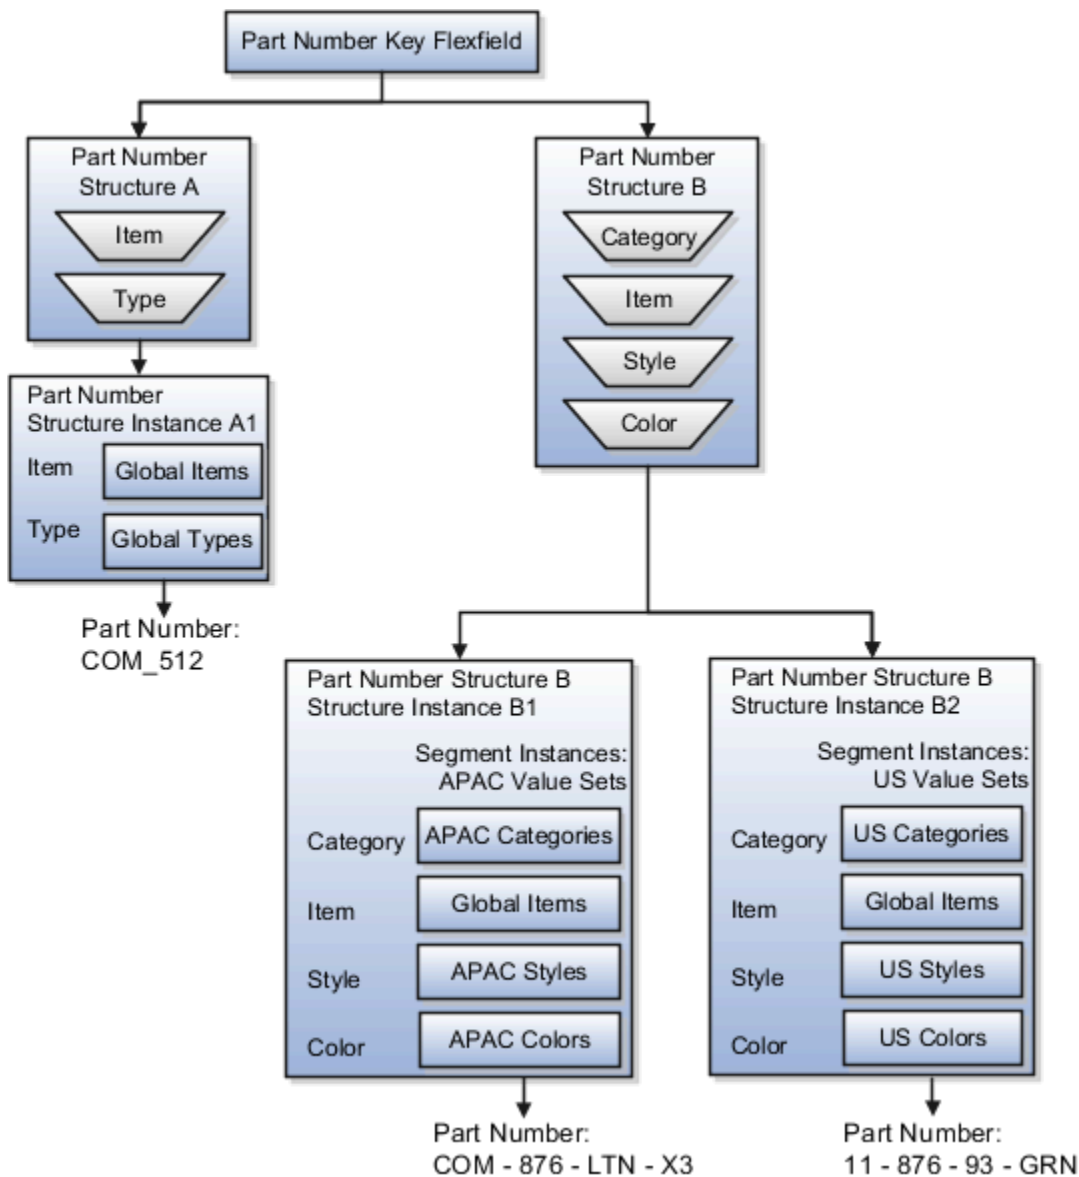 Part Number Key Flexfield
Part Number
Structure A
Item
Type
Part Number
Structure B
Category
Item
Style
Color
Part Number
Structure Instance A1
Item
Global Items
Type
Global Types
Part Number:
COM_512
Part Number Structure B
Structure Instance B1
Segment Instances:
APAC Value Sets
Category
APAC Categories
Item
Global Items
Style
APAC Styles
Color
APAC Colors
Part Number:
COM - 876 - LTN - X3
Part Number Structure B
Structure Instance B2
Segment Instances:
US Value Sets
Category
US Categories
Item
Global Items
Style
US Styles
Color
US Colors
Part Number:
11 - 876 - 93 - GRN